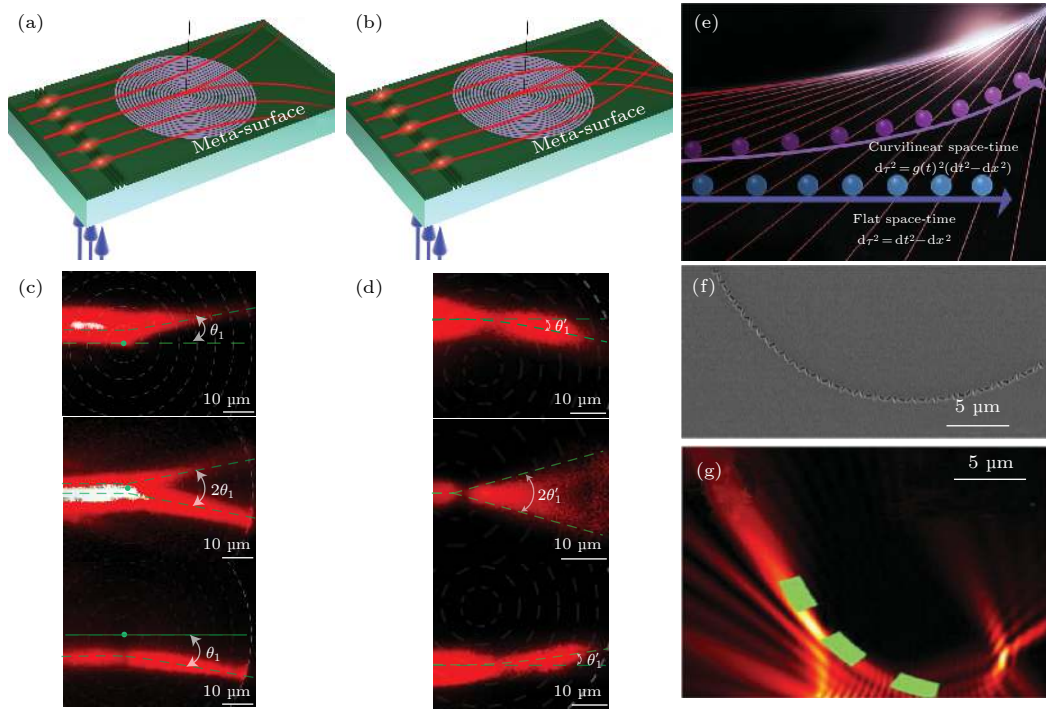 (a)
Meta-surface
(b)
Meta-surface
(c)
θ₁
10 µm
2θ₁
10 µm
θ₁
10 µm
(d)
θ′₁
10 µm
2θ′₁
10 µm
θ′₁
10 µm
(e)
Curvilinear space-time
dτ² = g(t)² (dt² − dx²)
Flat space-time
dτ² = dt² − dx²
(f)
5 µm
(g)
5 µm